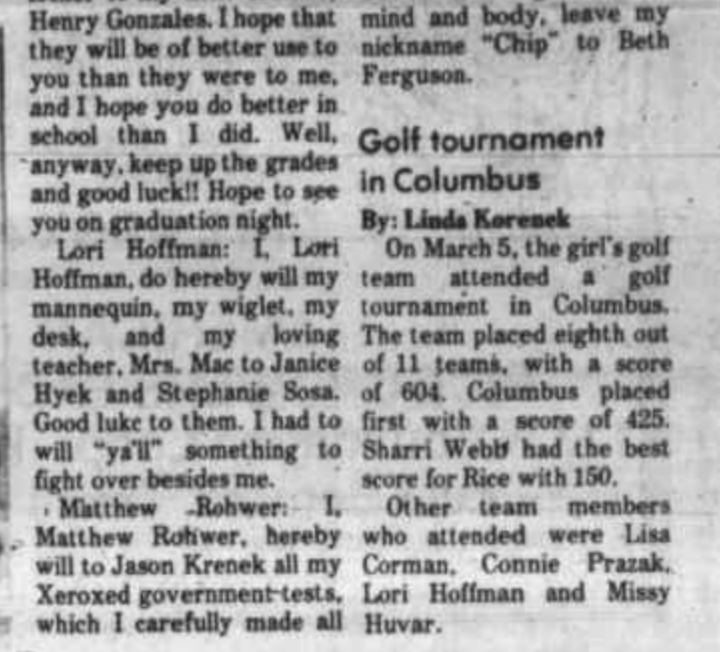 Henry Gonzales. I hope that
they will be of better use to
you than they were to me,
and I hope you do better in
school than I did. Well,
anyway, keep up the grades
and good luck!! Hope to see
you on graduation night.
Lori Hoffman: I, Lori
Hoffman, do hereby will my
mannequin, my wiglet, my
desk, and my loving
teacher, Mrs. Mac to Janice
Hyek and Stephanie Sosa.
Good luke to them. I had to
will "ya'll" something to
fight over besides me.
Matthew Rohwer: I,
Matthew Rohwer, hereby
will to Jason Krenek all my
Xeroxed government tests,
which I carefully made all
mind and body, leave my
nickname "Chip" to Beth
Ferguson.
Golf tournament
in Columbus
By: Linda Korenek
On March 5, the girl's golf
team attended a golf
tournament in Columbus.
The team placed eighth out
of 11 teams, with a score
of 604. Columbus placed
first with a score of 425.
Sharri Webb had the best
score for Rice with 150.
Other team members
who attended were Lisa
Corman, Connie Prazak,
Lori Hoffman and Missy
Huvar.